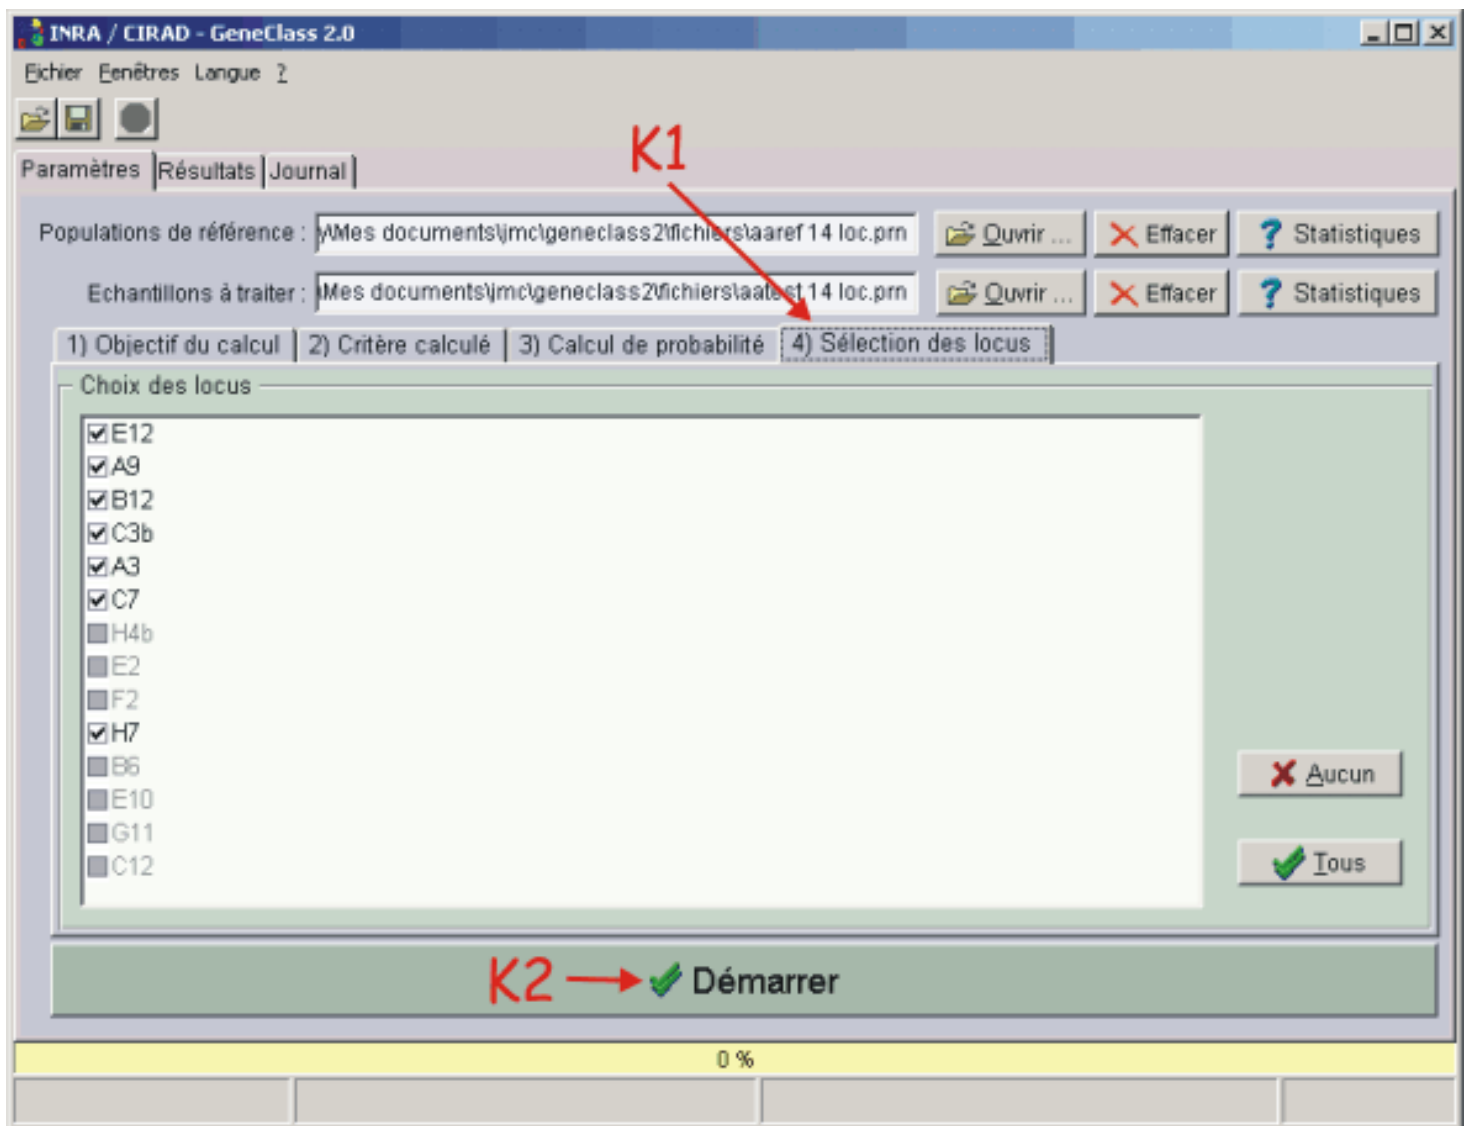 INRA / CIRAD - GeneClass 2.0
Fichier Fenêtres Langue ?
K1
Paramètres Résultats Journal
Populations de référence : y\Mes documents\jmc\geneclass2\fichiers\aaref 14 loc.prn Ouvrir ... Effacer ? Statistiques
Echantillons à traiter : \Mes documents\jmc\geneclass2\fichiers\aatest 14 loc.prn Ouvrir ... Effacer ? Statistiques
1) Objectif du calcul 2) Critère calculé 3) Calcul de probabilité 4) Sélection des locus
Choix des locus
E12
A9
B12
C3b
A3
C7
H4b
E2
F2
H7
B6
E10
G11
C12
Aucun
Tous
K2 Démarrer
0 %